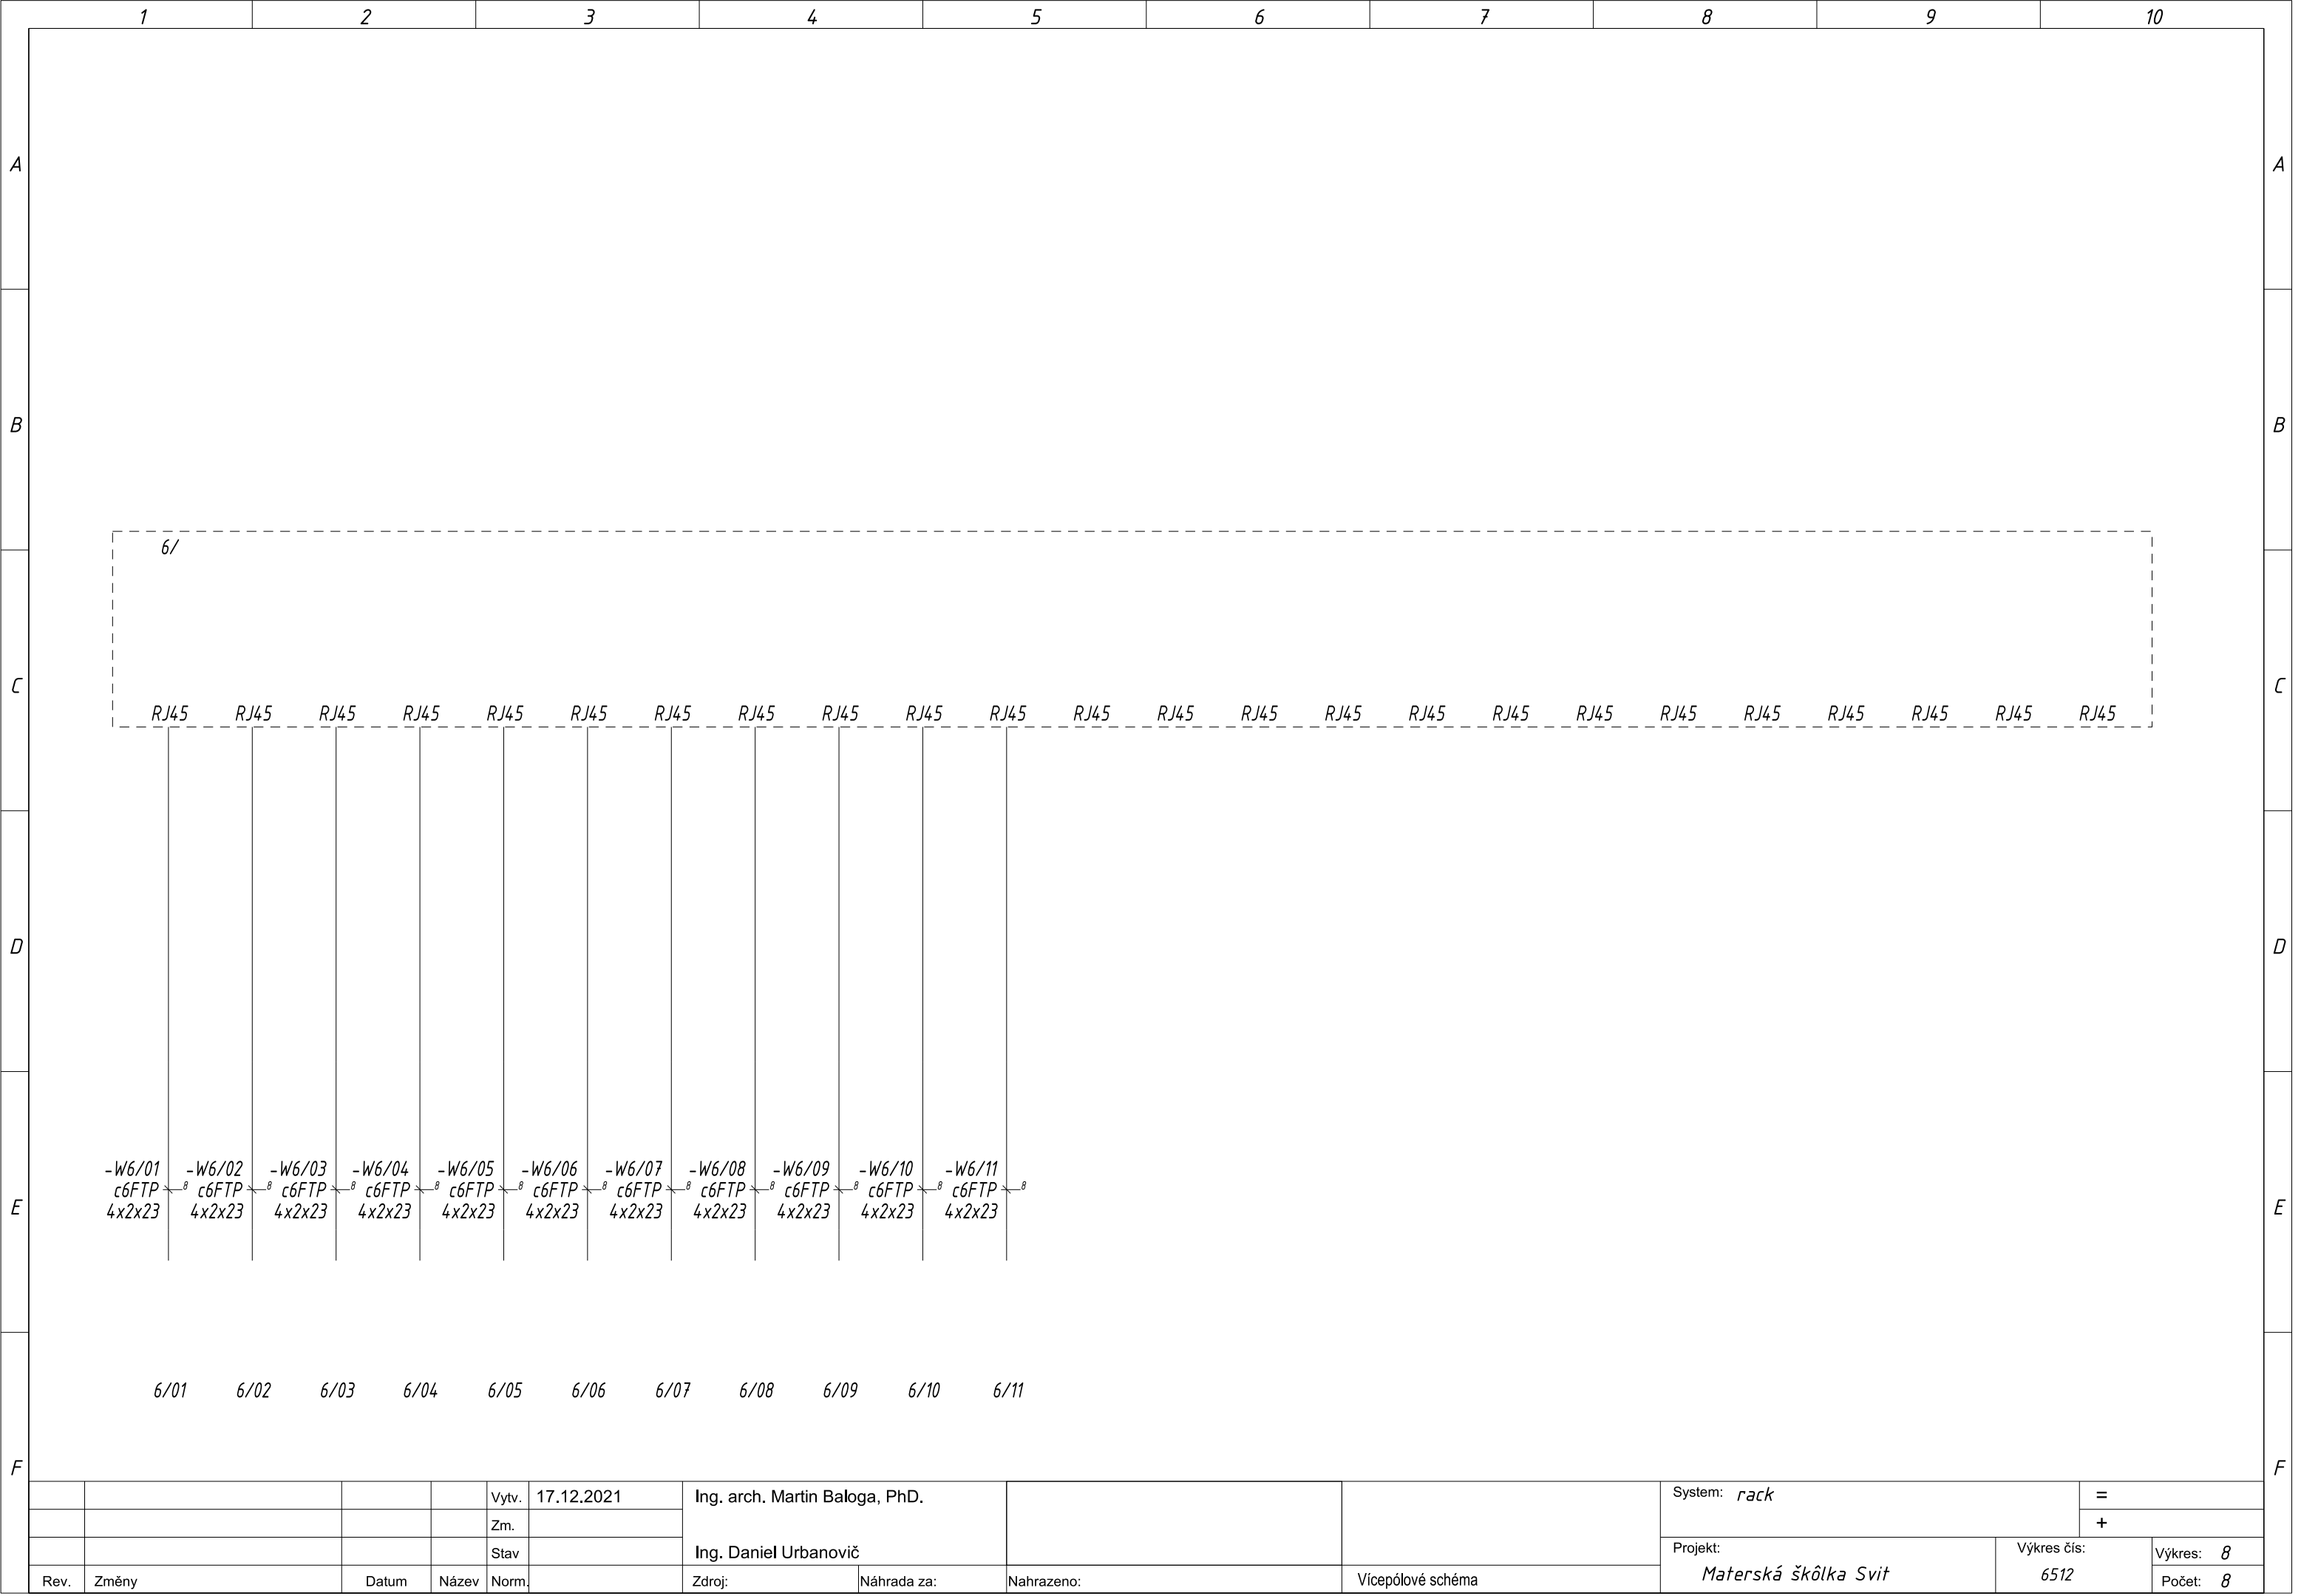 1 2 3 4 5 6 7 8 9 10
A A
B B
6/
C C
RJ45 RJ45 RJ45 RJ45 RJ45 RJ45 RJ45 RJ45 RJ45 RJ45 RJ45 RJ45 RJ45 RJ45 RJ45 RJ45 RJ45 RJ45 RJ45 RJ45 RJ45 RJ45 RJ45 RJ45
D D
-W6/01 -W6/02 -W6/03 -W6/04 -W6/05 -W6/06 -W6/07 -W6/08 -W6/09 -W6/10 -W6/11
c6FTP 8 c6FTP 8 c6FTP 8 c6FTP 8 c6FTP 8 c6FTP 8 c6FTP 8 c6FTP 8 c6FTP 8 c6FTP 8 c6FTP 8
4x2x23 4x2x23 4x2x23 4x2x23 4x2x23 4x2x23 4x2x23 4x2x23 4x2x23 4x2x23 4x2x23
E E
6/01 6/02 6/03 6/04 6/05 6/06 6/07 6/08 6/09 6/10 6/11
F F
Vytv. 17.12.2021 Ing. arch. Martin Baloga, PhD. System: rack =
Zm. +
Stav Ing. Daniel Urbanovič Projekt: Výkres čís: Výkres: 8
Rev. Změny Datum Název Norm. Zdroj: Náhrada za: Nahrazeno: Vícepólové schéma Materská škôlka Svit 6512 Počet: 8